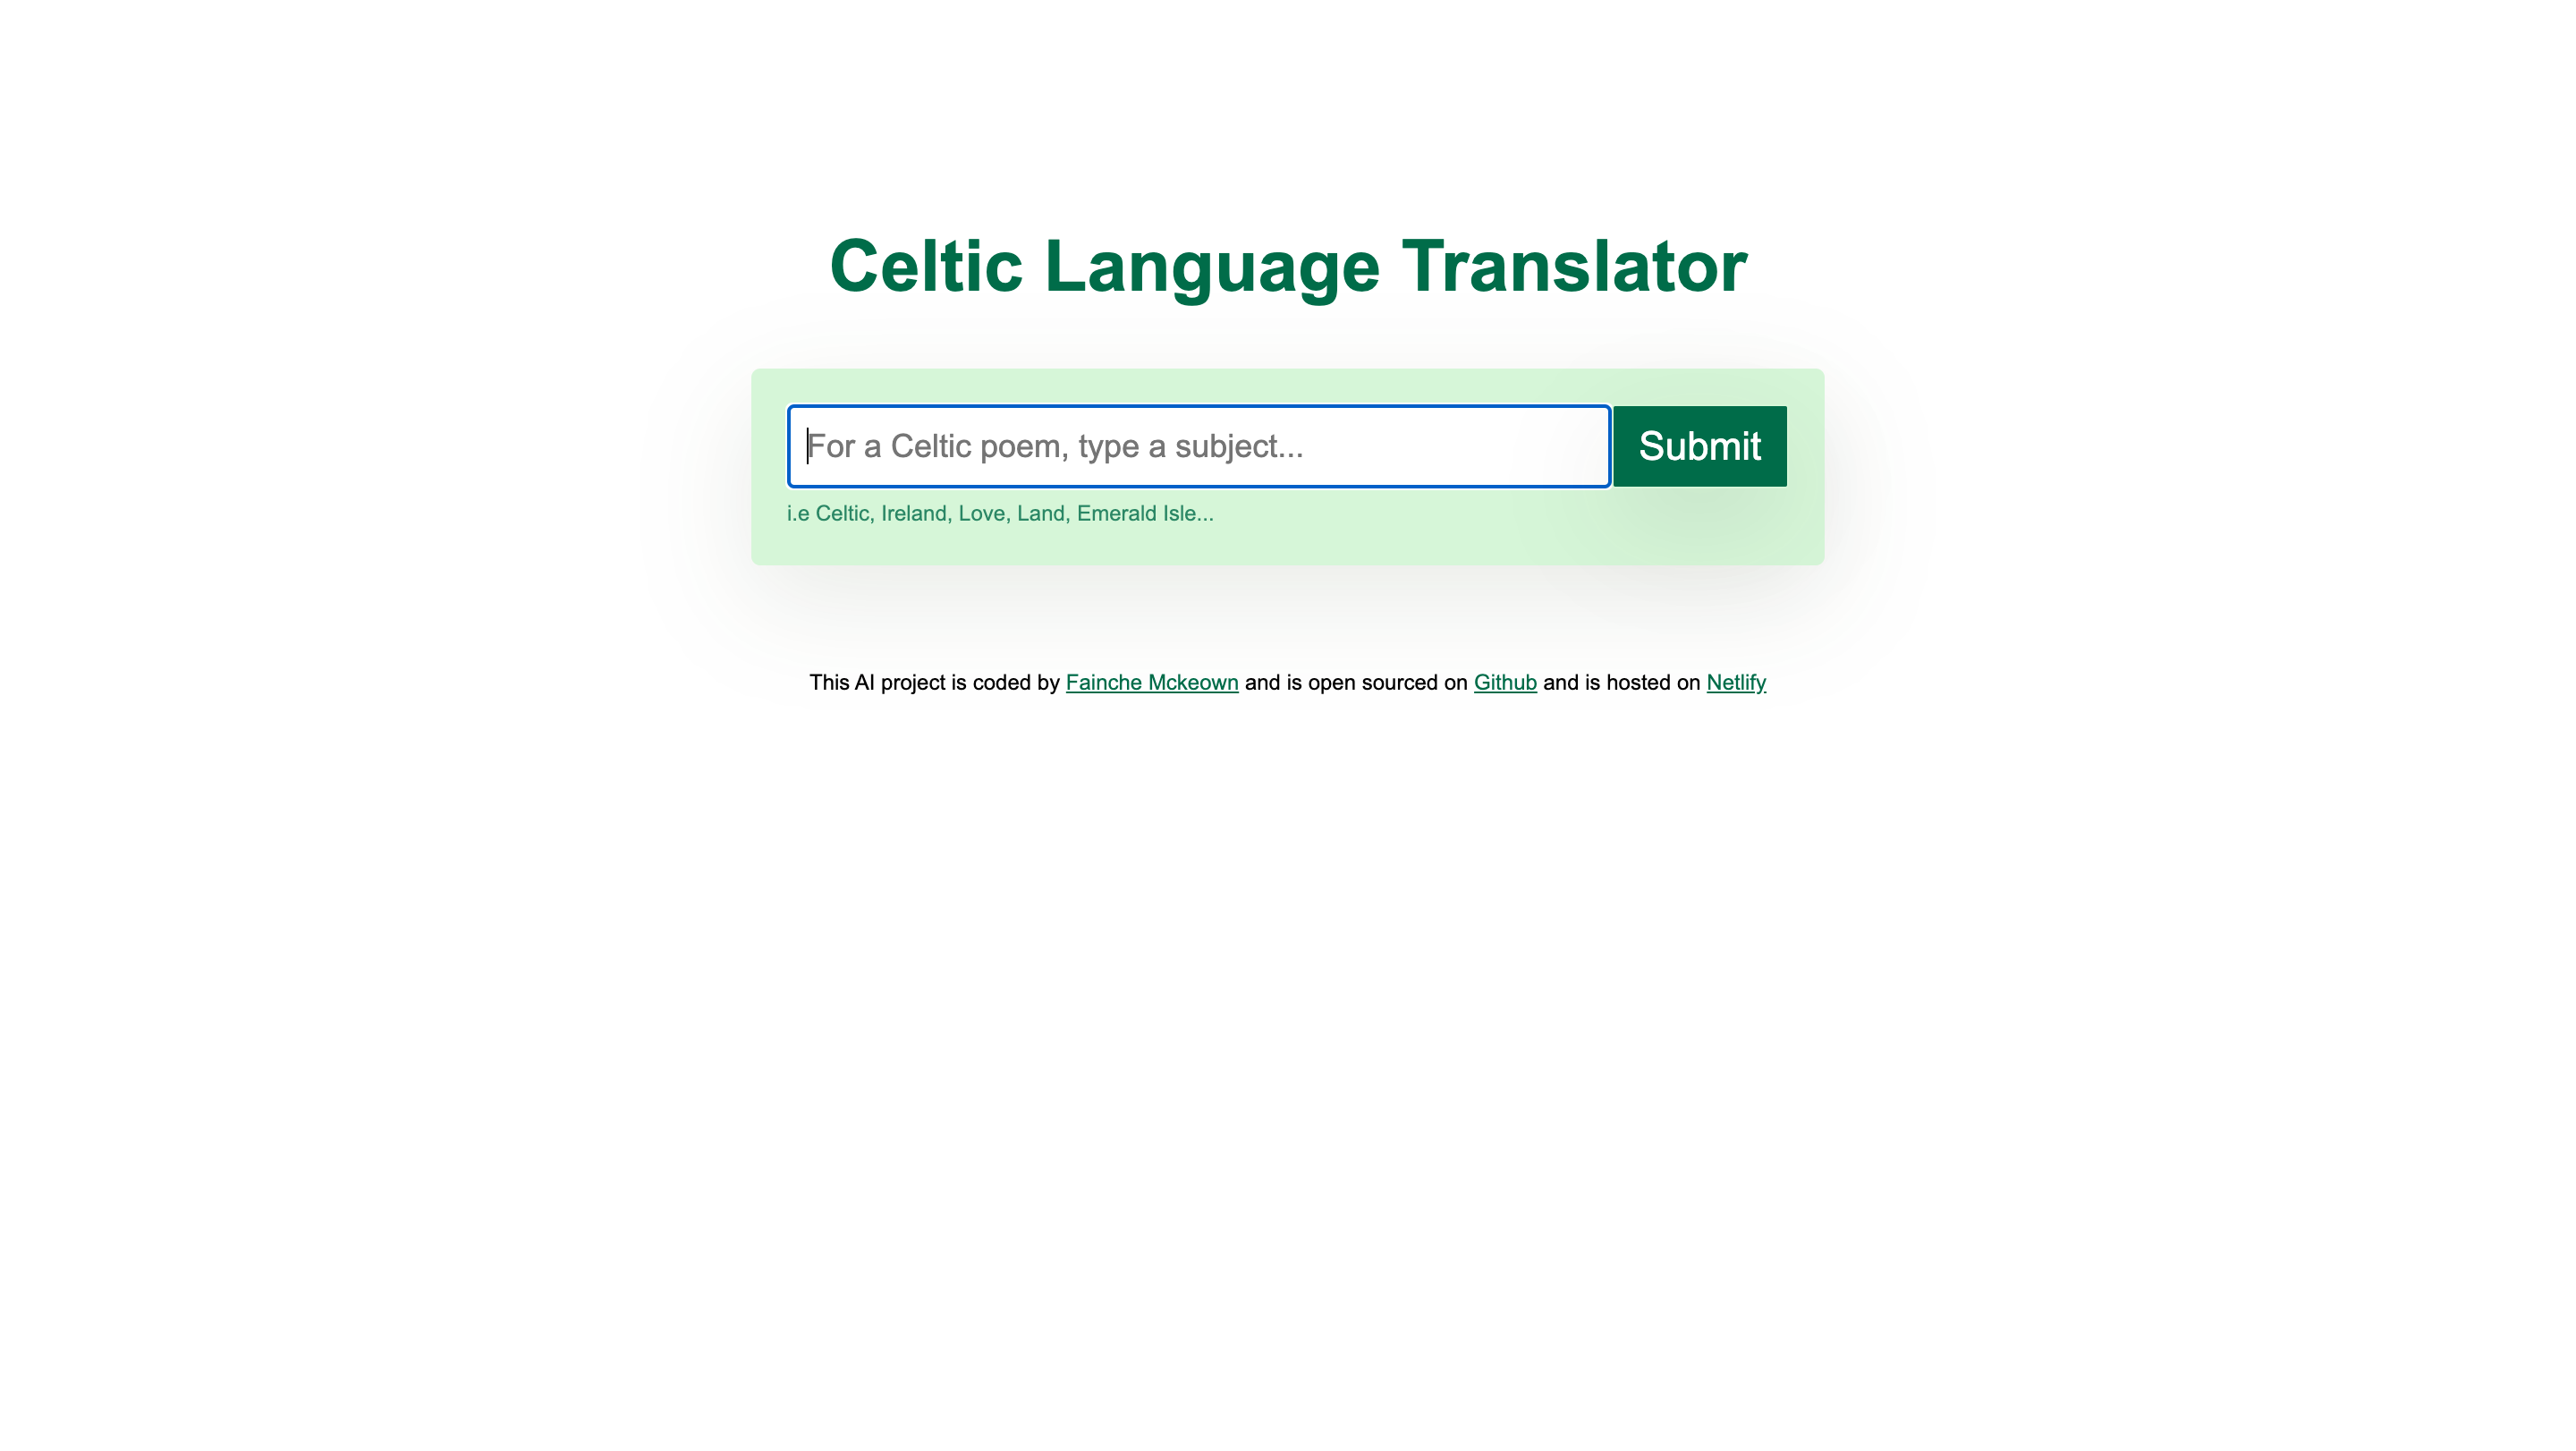 Celtic Language Translator
For a Celtic poem, type a subject...
Submit
i.e Celtic, Ireland, Love, Land, Emerald Isle...
This AI project is coded by Fainche Mckeown and is open sourced on Github and is hosted on Netlify